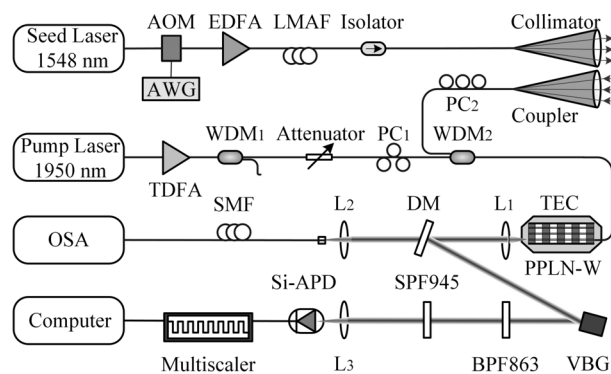 AOM EDFA LMAF Isolator Collimator
Seed Laser
1548 nm
AWG
PC2
Coupler
Pump Laser
1950 nm
WDM1 Attenuator PC1 WDM2
TDFA
SMF L2 DM L1 TEC
OSA
PPLN-W
Si-APD SPF945
Computer
Multiscaler L3 BPF863 VBG